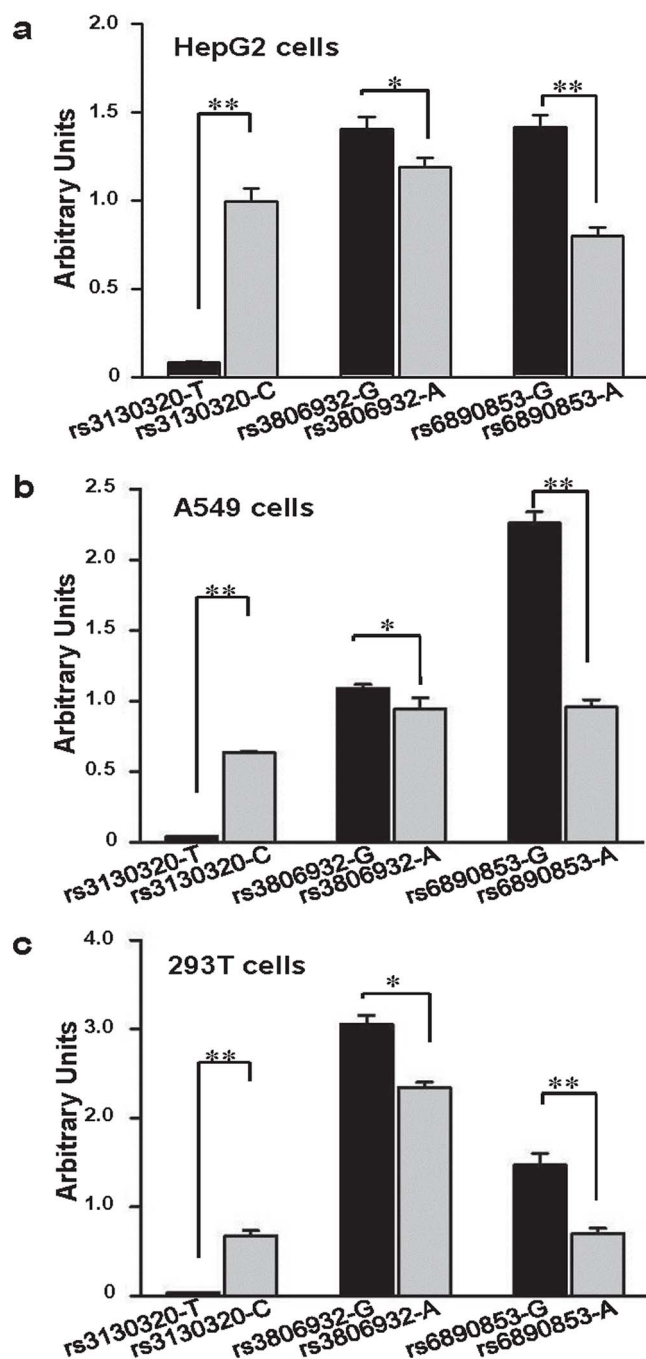 a
HepG2 cells
Arbitrary Units
2.0
1.5
1.0
0.5
0
**
*
**
rs3130320-T
rs3130320-C
rs3806932-G
rs3806932-A
rs6890853-G
rs6890853-A
b
A549 cells
Arbitrary Units
2.5
2.0
1.5
1.0
0.5
0
**
*
**
rs3130320-T
rs3130320-C
rs3806932-G
rs3806932-A
rs6890853-G
rs6890853-A
c
293T cells
Arbitrary Units
4.0
3.0
2.0
1.0
0
**
*
**
rs3130320-T
rs3130320-C
rs3806932-G
rs3806932-A
rs6890853-G
rs6890853-A